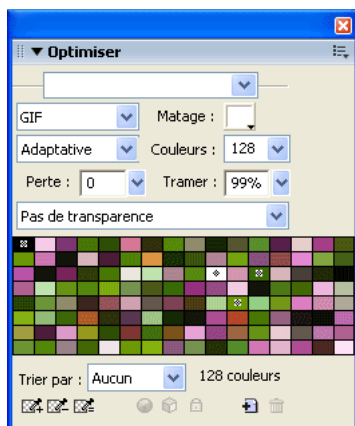 Optimiser
GIF Matage :
Adaptative Couleurs : 128
Perte : 0 Tramer : 99%
Pas de transparence
Trier par : Aucun 128 couleurs